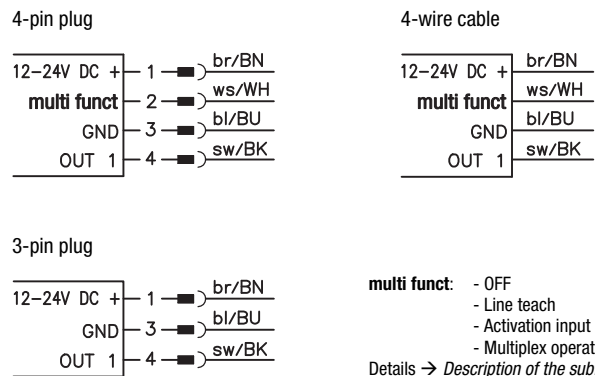 4-pin plug
12–24V DC + 1 br/BN
multi funct 2 ws/WH
GND 3 bl/BU
OUT 1 4 sw/BK
4-wire cable
12–24V DC + br/BN
multi funct ws/WH
GND bl/BU
OUT 1 sw/BK
3-pin plug
12–24V DC + 1 br/BN
GND 3 bl/BU
OUT 1 4 sw/BK
multi funct: - OFF
- Line teach
- Activation input
- Multiplex operat
Details → Description of the sub